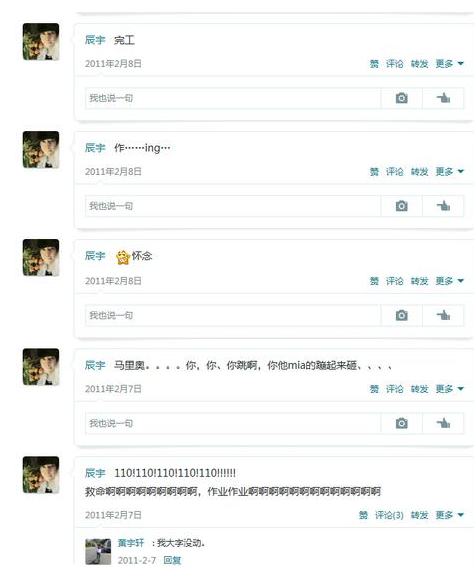 辰宇 完工
2011年2月8日 赞 评论 转发 更多
我也说一句
辰宇 作……ing…
2011年2月8日 赞 评论 转发 更多
我也说一句
辰宇 怀念
2011年2月8日 赞 评论 转发 更多
我也说一句
辰宇 马里奥。。。。你，你、你跳啊，你他mia的蹦起来砸、、、、
2011年2月7日 赞 评论 转发 更多
我也说一句
辰宇 110!110!110!110!110!!!!!!
救命啊啊啊啊啊啊啊啊啊，作业作业啊啊啊啊啊啊啊啊啊啊啊啊啊
2011年2月7日 赞 评论(3) 转发 更多
黄宇轩 : 我大字没动。
2011-2-7 回复